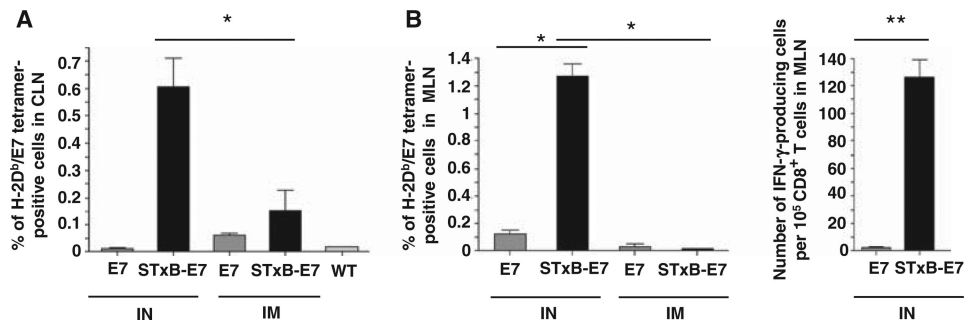 A
% of H-2Dᵇ/E7 tetramer-
positive cells in CLN
0.7
0.6
0.5
0.4
0.3
0.2
0.1
0
*
E7 STxB-E7 E7 STxB-E7 WT
IN IM
B
% of H-2Dᵇ/E7 tetramer-
positive cells in MLN
1.4
1.2
1
0.8
0.6
0.4
0.2
0
* *
E7 STxB-E7 E7 STxB-E7
IN IM
Number of IFN-γ-producing cells
per 10⁵ CD8⁺ T cells in MLN
140
120
100
80
60
40
20
0
**
E7 STxB-E7
IN